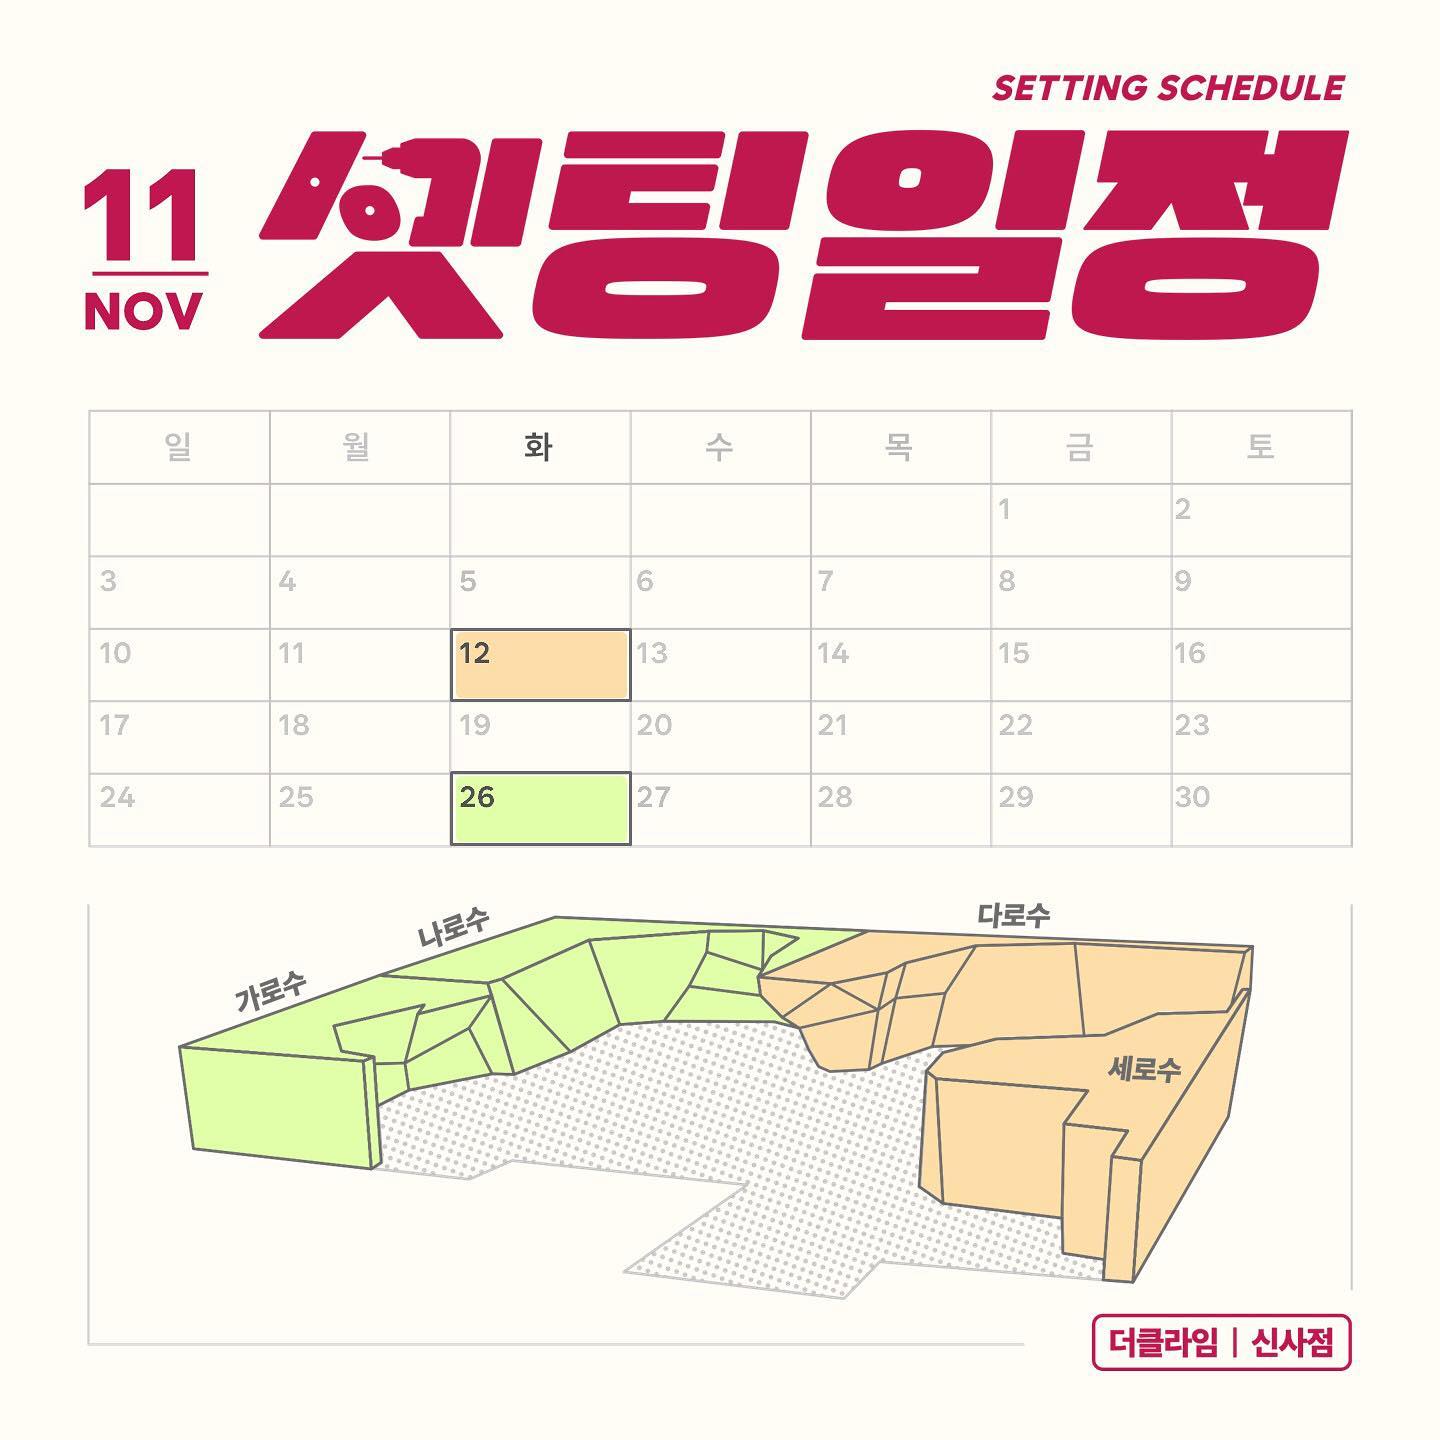 SETTING SCHEDULE
11
NOV
셋팅일정
일 월 화 수 목 금 토
1 2
3 4 5 6 7 8 9
10 11 12 13 14 15 16
17 18 19 20 21 22 23
24 25 26 27 28 29 30
가로수
나로수
다로수
세로수
더클라임 | 신사점